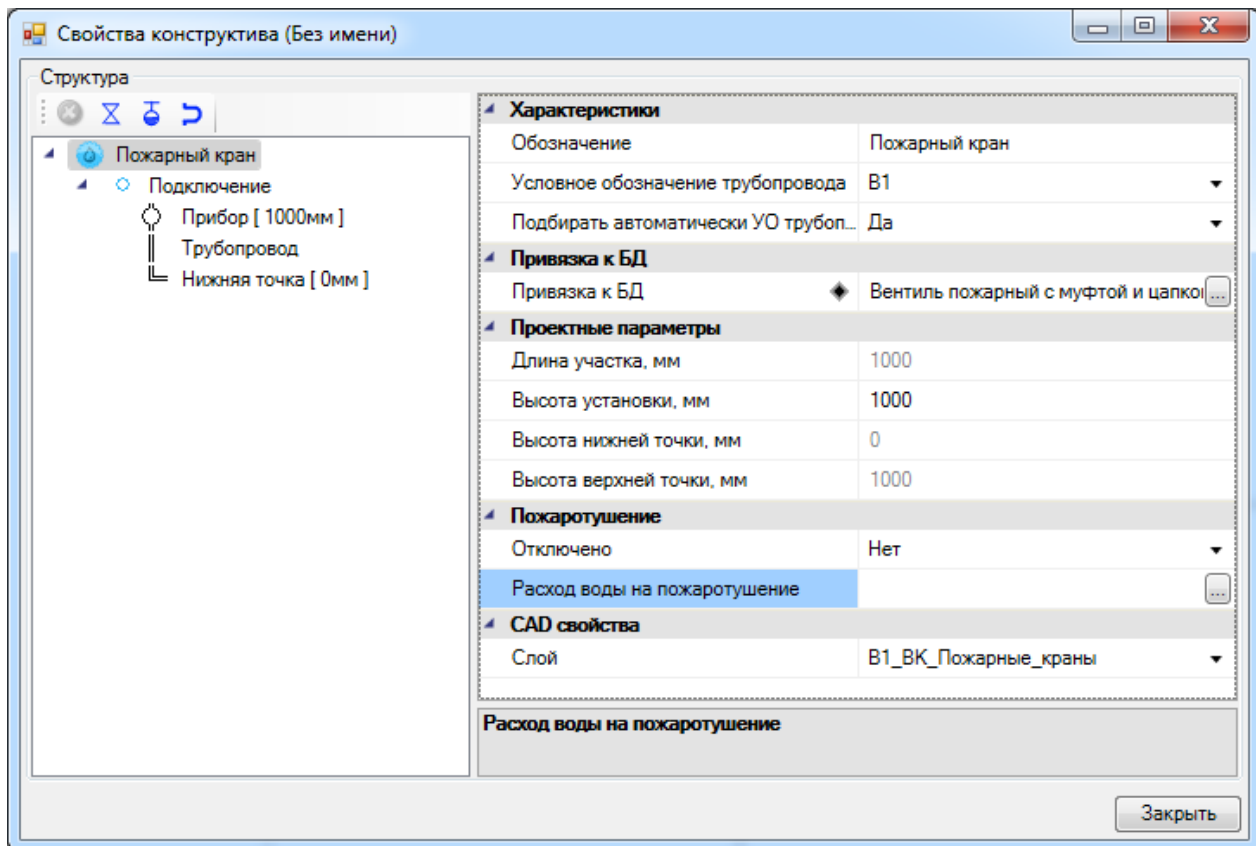 Свойства конструктива (Без имени)
Структура
Пожарный кран
Подключение
Прибор [ 1000мм ]
Трубопровод
Нижняя точка [ 0мм ]
Характеристики
Обозначение Пожарный кран
Условное обозначение трубопровода В1
Подбирать автоматически УО трубоп... Да
Привязка к БД
Привязка к БД Вентиль пожарный с муфтой и цапко ...
Проектные параметры
Длина участка, мм 1000
Высота установки, мм 1000
Высота нижней точки, мм 0
Высота верхней точки, мм 1000
Пожаротушение
Отключено Нет
Расход воды на пожаротушение ...
CAD свойства
Слой В1_ВК_Пожарные_краны
Расход воды на пожаротушение
Закрыть